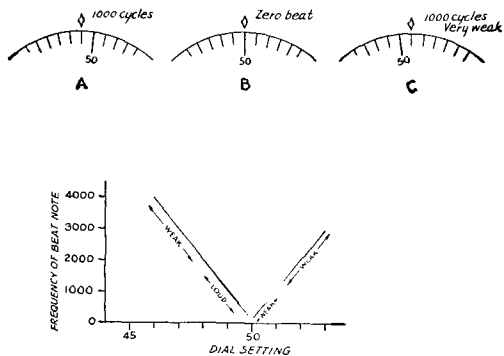 1000 cycles
50
A
Zero beat
50
B
1000 cycles
Very weak
50
C
FREQUENCY OF BEAT NOTE
4000
3000
2000
1000
0
WEAK
LOUD
WEAK
WEAK
45
50
DIAL SETTING